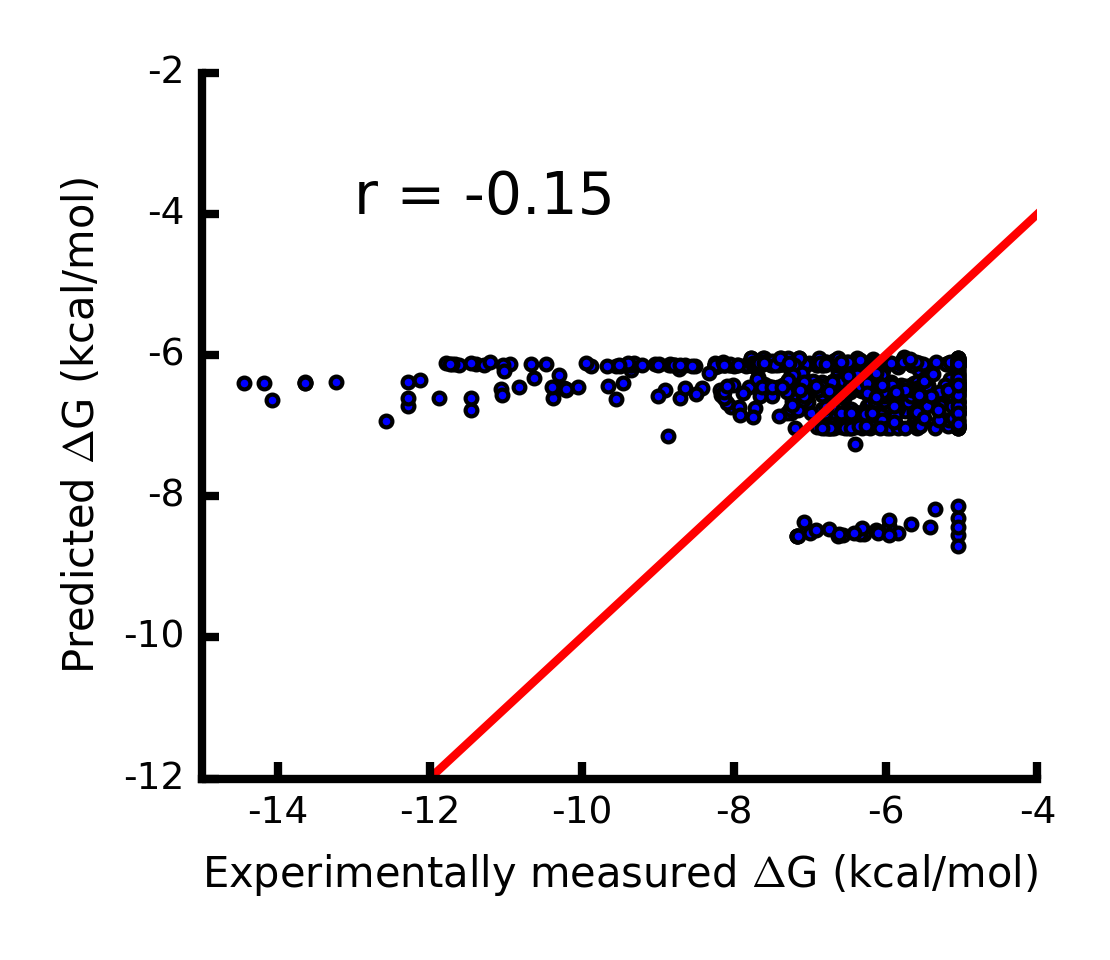 -2
r = -0.15
-4
-6
-8
-10
-12
Predicted ΔG (kcal/mol)
-14 -12 -10 -8 -6 -4
Experimentally measured ΔG (kcal/mol)